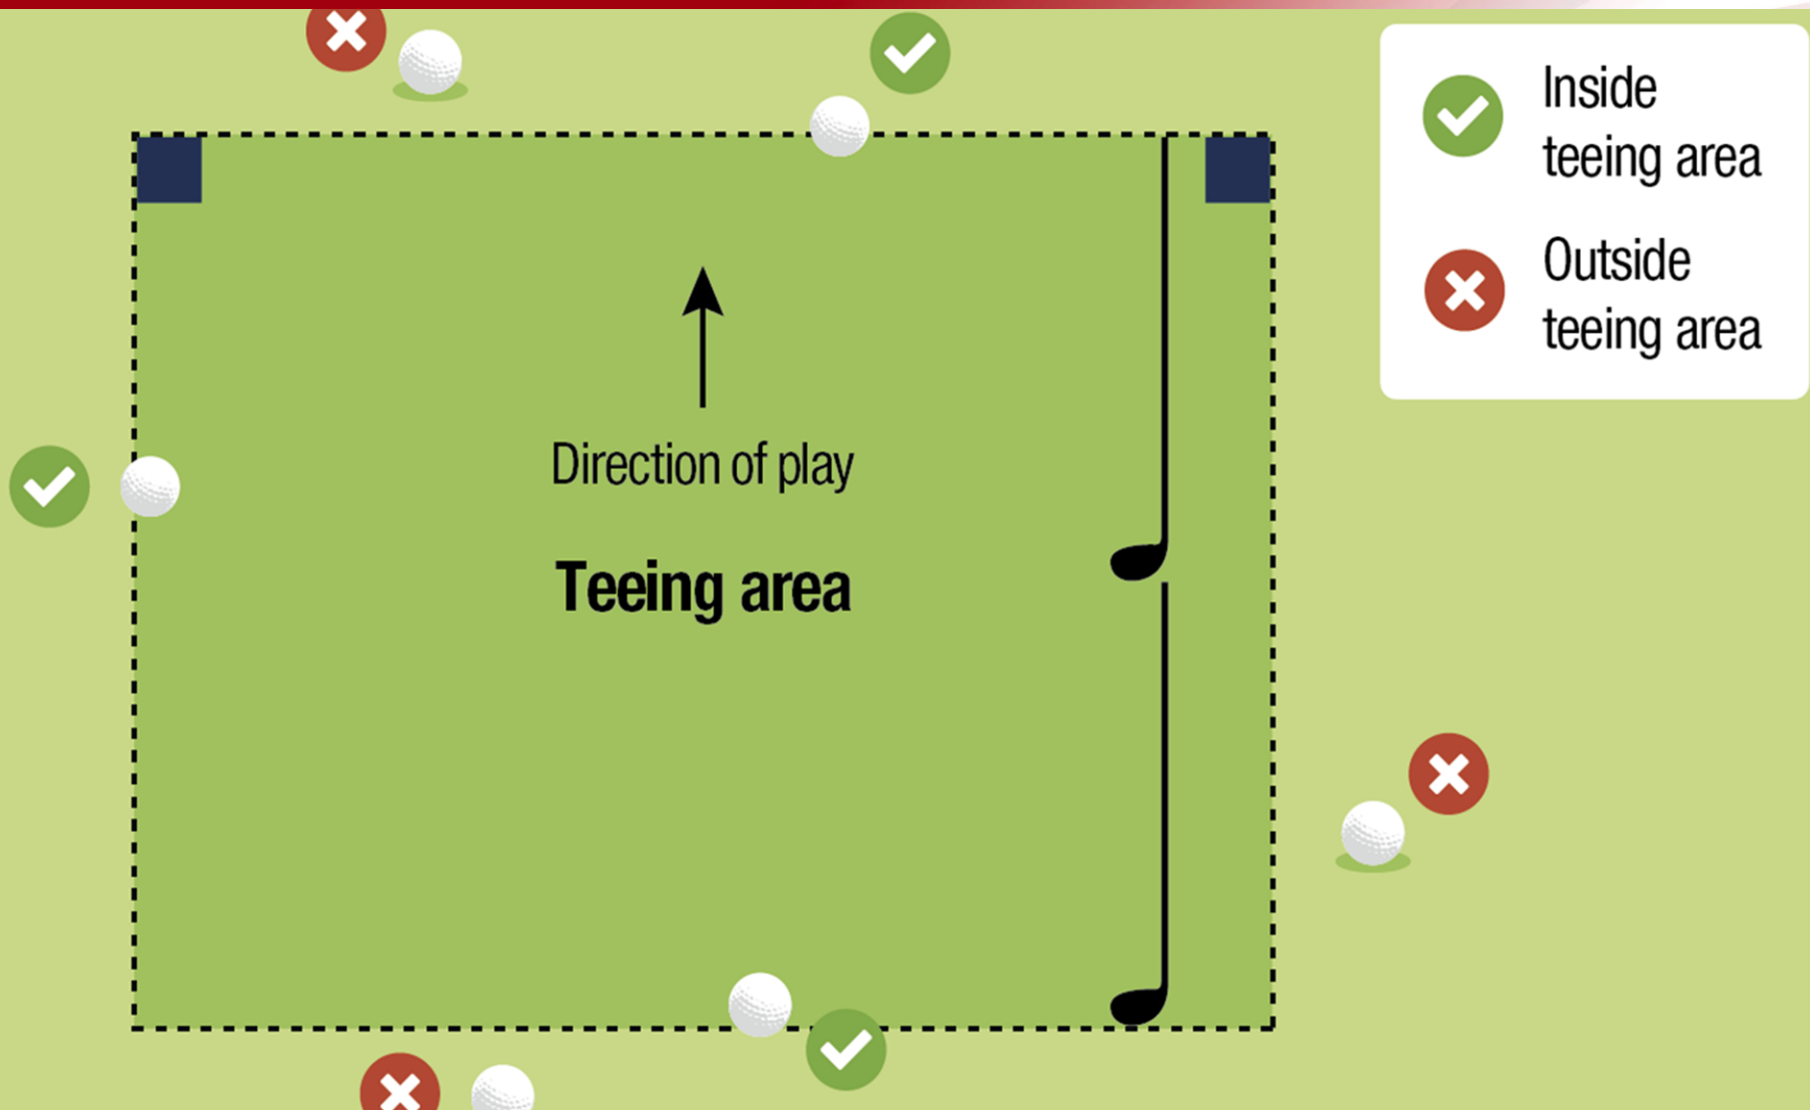 Inside
teeing area
Outside
teeing area
Direction of play
Teeing area